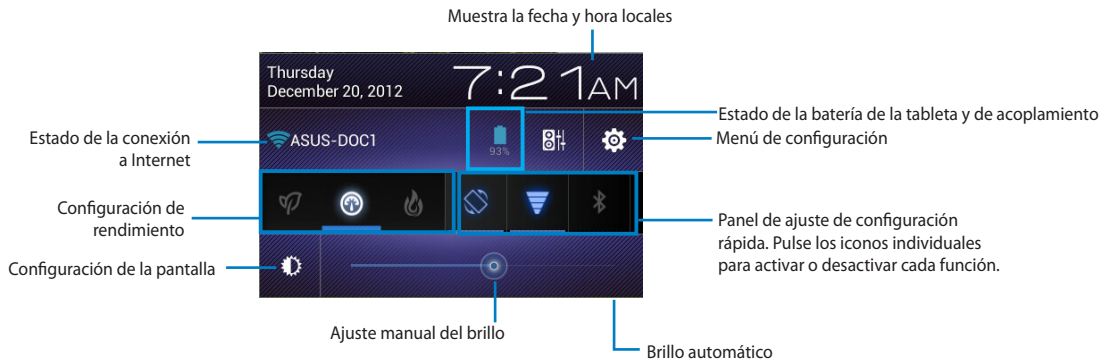 Muestra la fecha y hora locales
Thursday
December 20, 2012
7:21AM
Estado de la batería de la tableta y de acoplamiento
Estado de la conexión
a Internet
ASUS-DOC1
93%
Menú de configuración
Configuración de
rendimiento
Panel de ajuste de configuración
rápida. Pulse los iconos individuales
para activar o desactivar cada función.
Configuración de la pantalla
Ajuste manual del brillo
Brillo automático